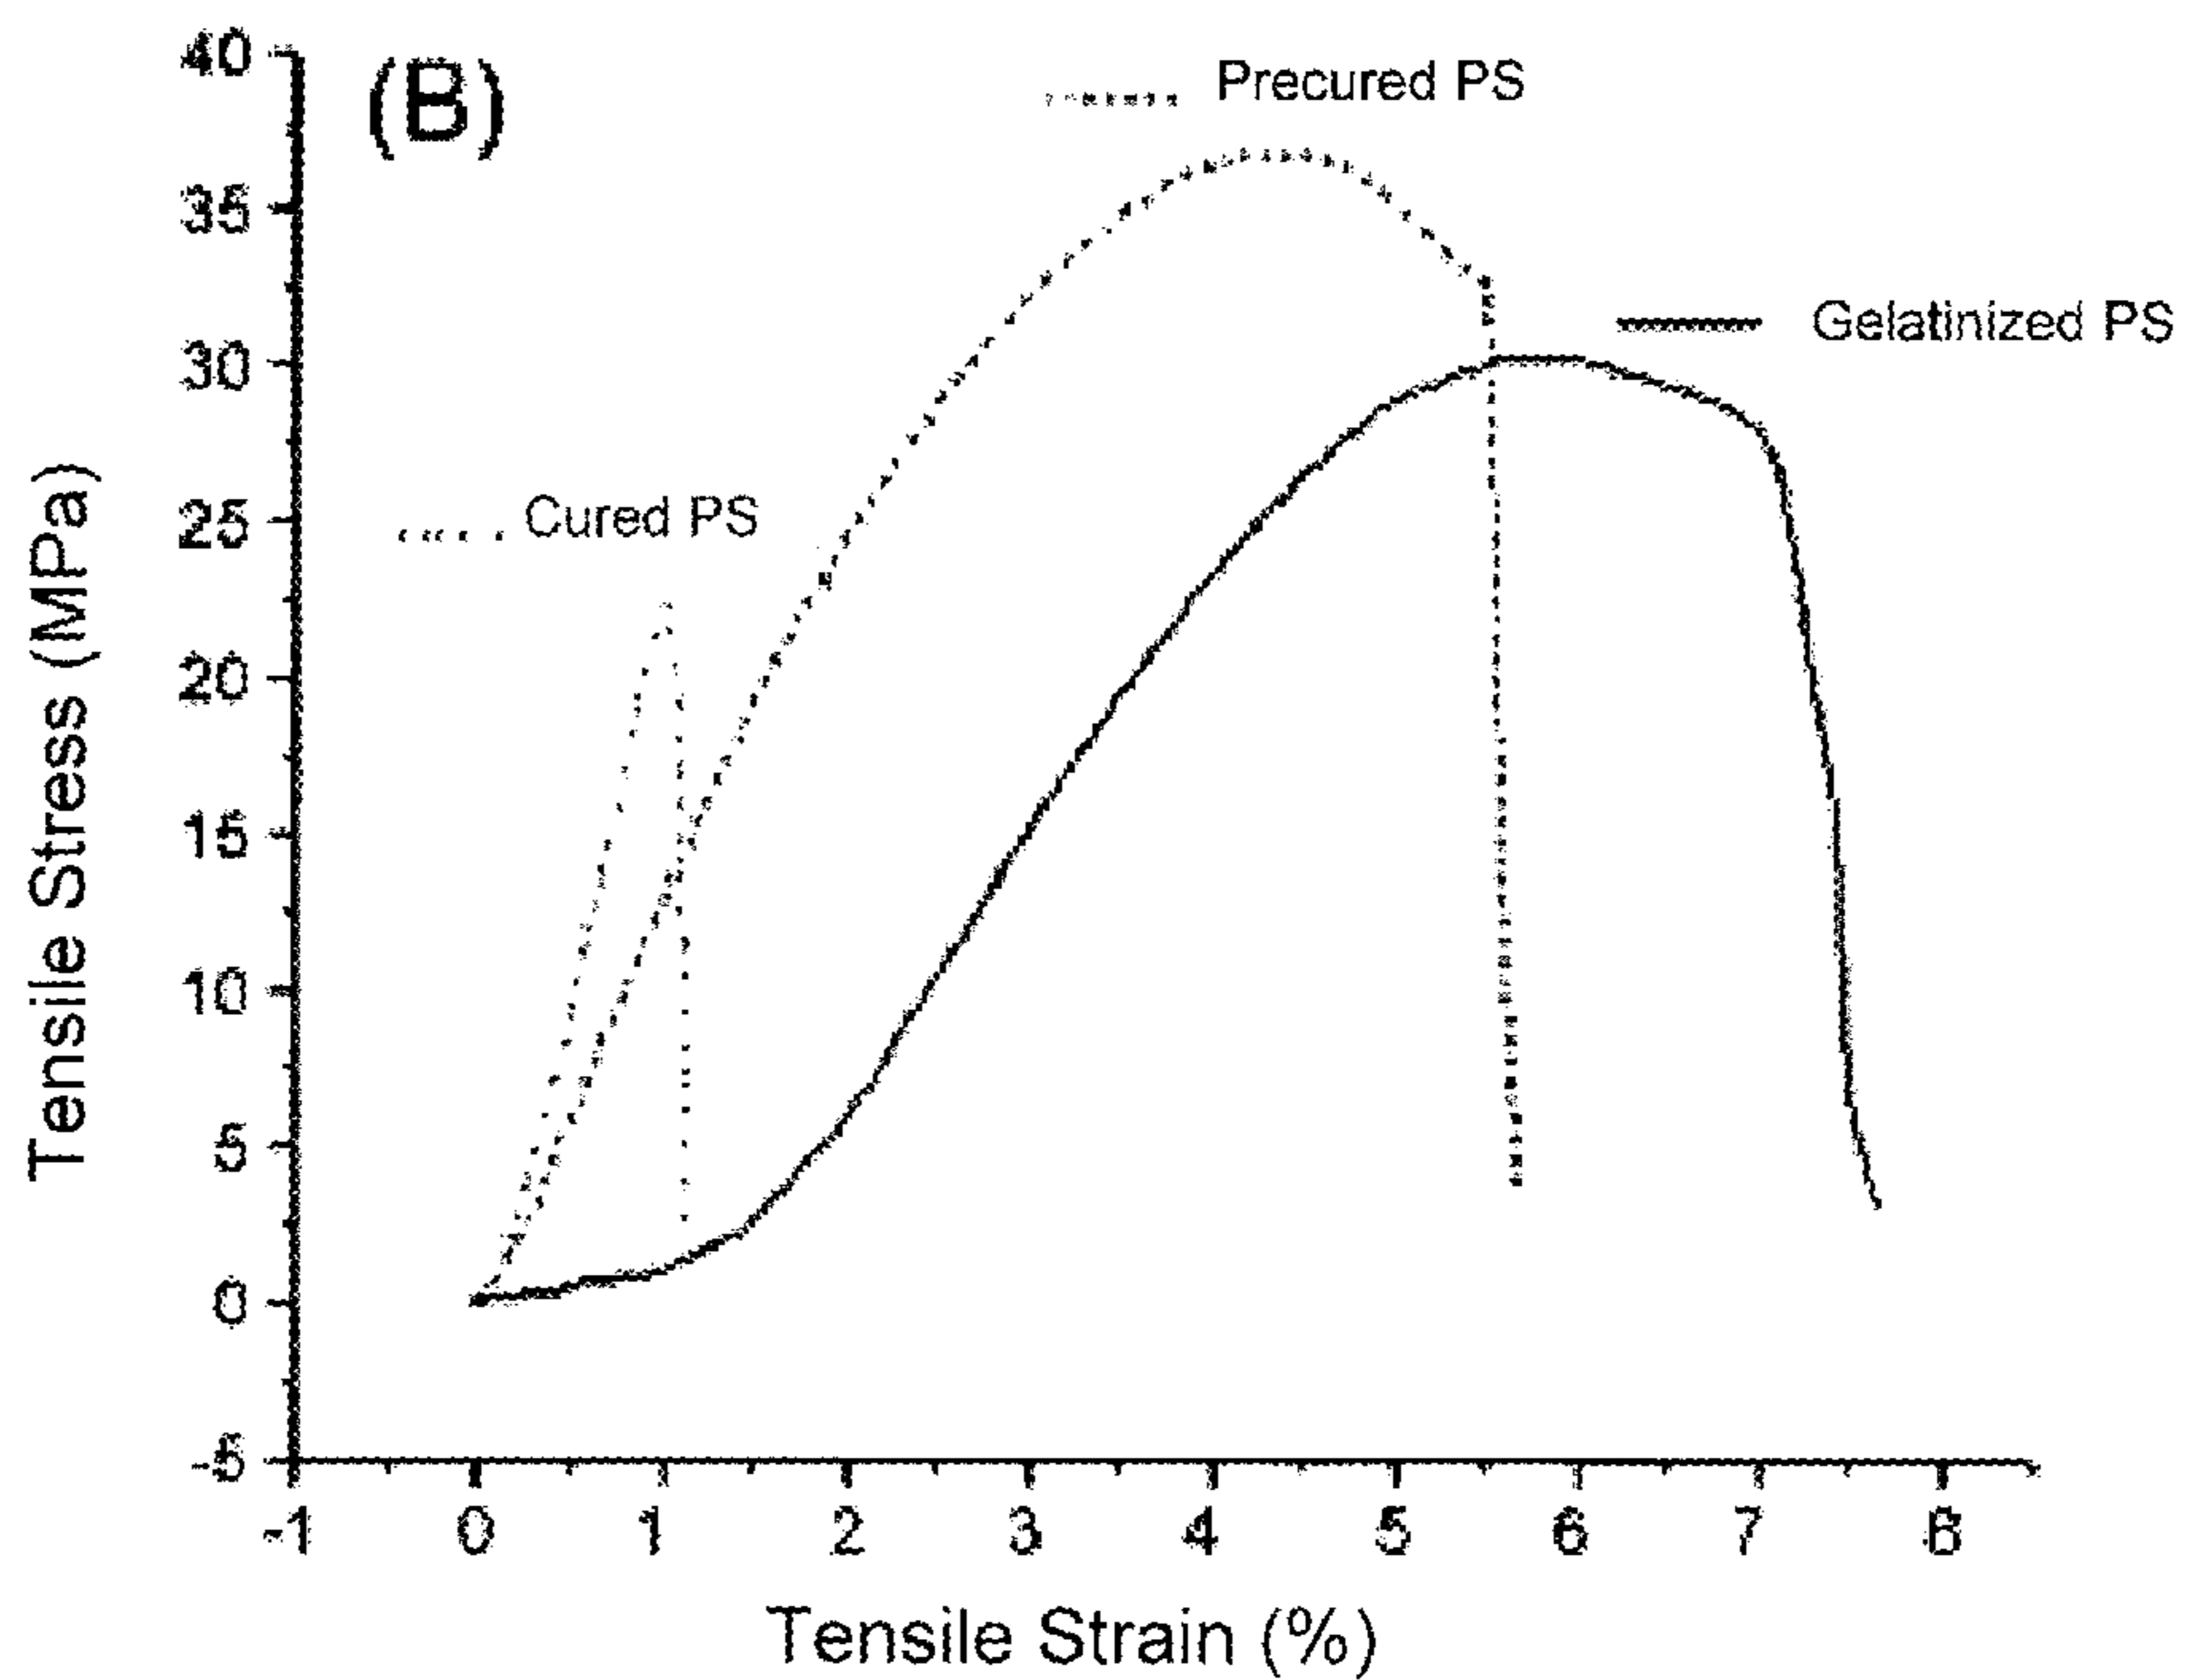 (B)
Precured PS
Gelatinized PS
Cured PS
Tensile Stress (MPa)
40
35
30
25
20
15
10
5
0
-5
-1 0 1 2 3 4 5 6 7 8
Tensile Strain (%)